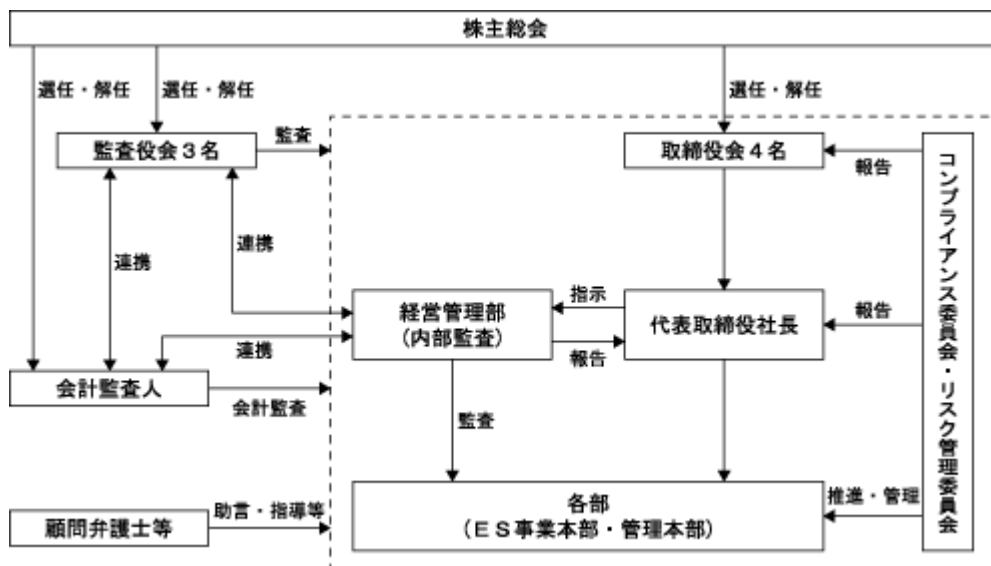 株主総会
選任・解任
選任・解任
選任・解任
監査役会3名
監査
取締役会4名
報告
連携
連携
経営管理部
(内部監査)
指示
報告
代表取締役社長
報告
連携
会計監査人
会計監査
監査
顧問弁護士等
助言・指導等
各部
(ES事業本部・管理本部)
推進・管理
コンプライアンス委員会・リスク管理委員会